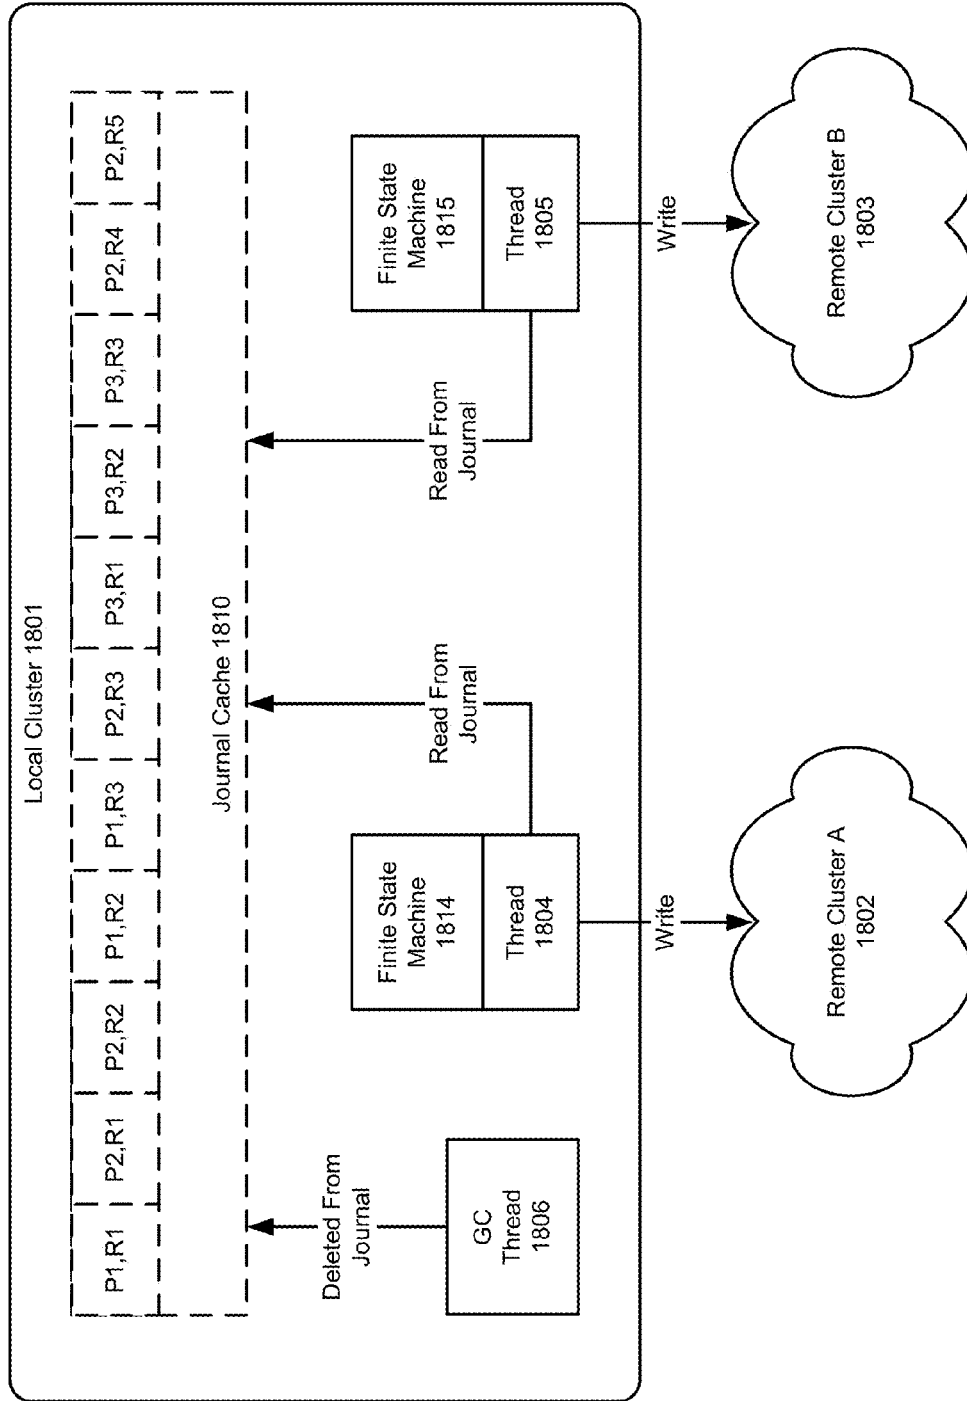 Local Cluster 1801
P1,R1
P2,R1
P2,R2
P1,R2
P1,R3
P2,R3
P3,R1
P3,R2
P3,R3
P2,R4
P2,R5
Journal Cache 1810
Deleted From
Journal
Read From
Journal
Read From
Journal
GC
Thread
1806
Finite State
Machine
1814
Thread
1804
Finite State
Machine
1815
Thread
1805
Write
Write
Remote Cluster A
1802
Remote Cluster B
1803